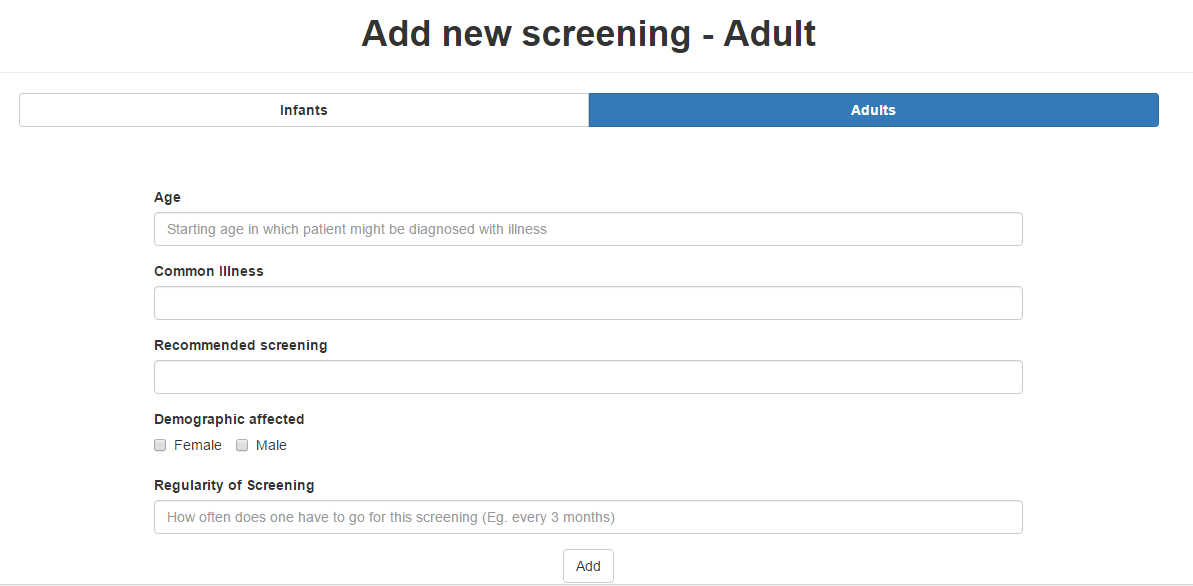 Add new screening - Adult
Infants Adults
Age
Starting age in which patient might be diagnosed with illness
Common Illness
Recommended screening
Demographic affected
Female Male
Regularity of Screening
How often does one have to go for this screening (Eg. every 3 months)
Add